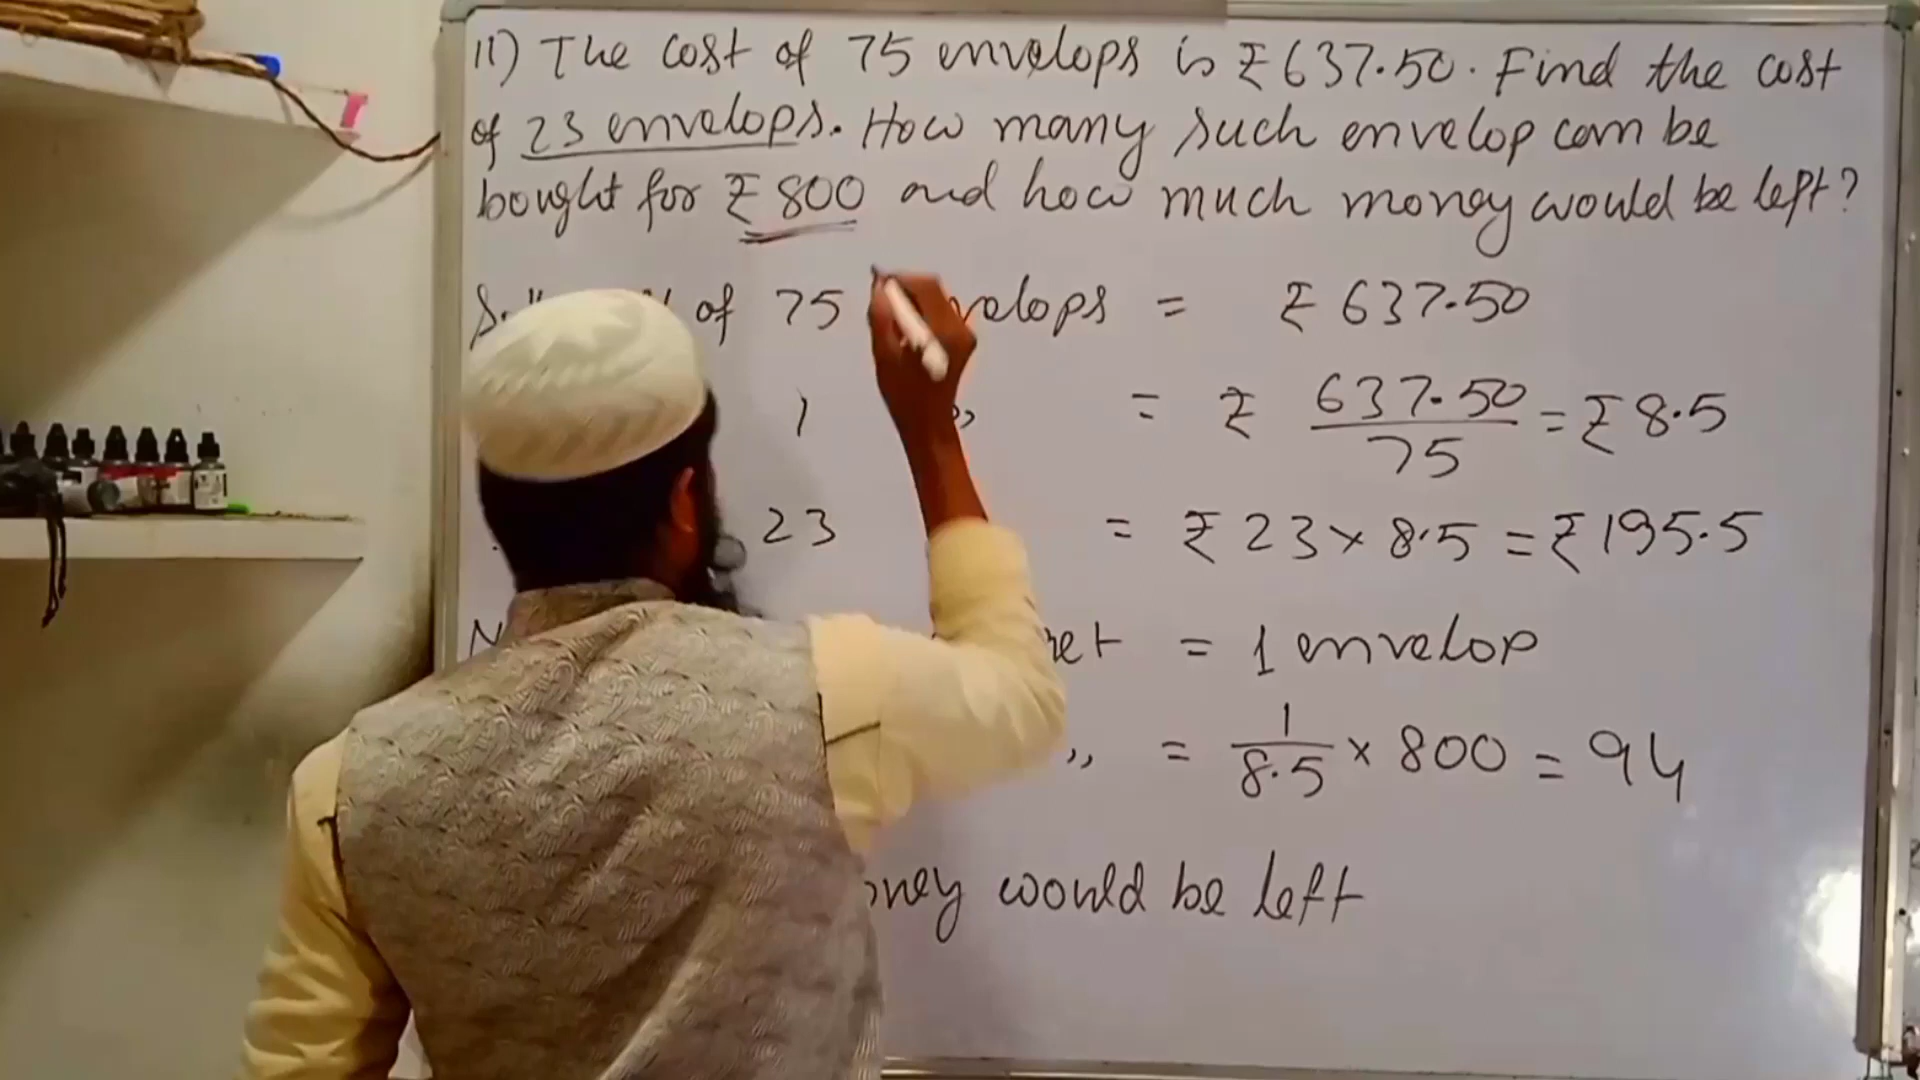 11) The cost of 75 envelops is ₹637.50. Find the cost
of 23 envelops. How many such envelop can be
bought for ₹800 and how much money would be left?
of 75 = ₹637.50
1 ,, = ₹ 637.50/75 = ₹8.5
23 = ₹23×8.5 = ₹195.5
= 1 envelop
,, = 1/8.5 × 800 = 94
would be left